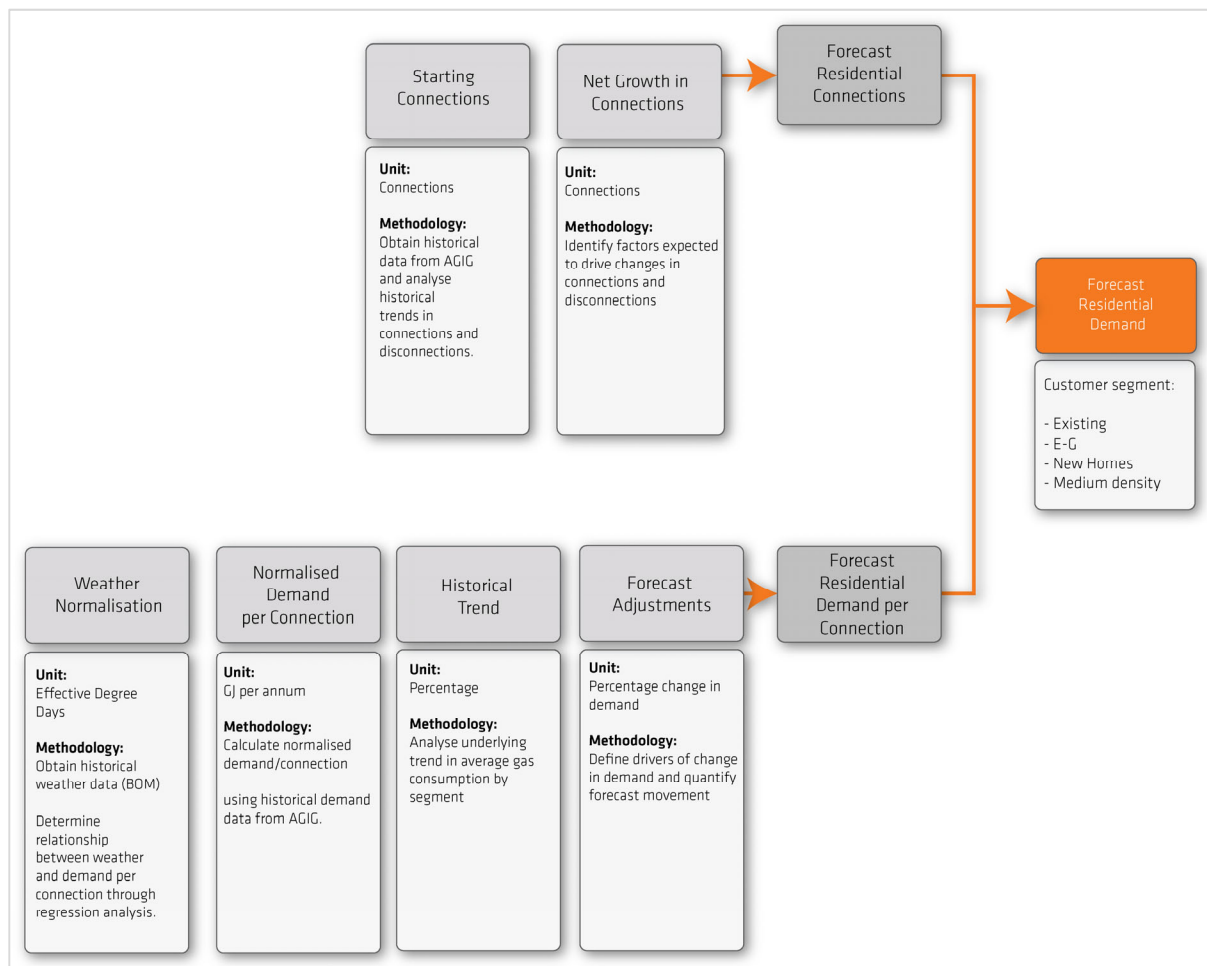 Starting
Connections
Unit:
Connections
Methodology:
Obtain historical
data from AGIG
and analyse
historical
trends in
connections and
disconnections.
Net Growth in
Connections
Unit:
Connections
Methodology:
Identify factors expected
to drive changes in
connections and
disconnections
Forecast
Residential
Connections
Forecast
Residential
Demand
Customer segment:
- Existing
- E-G
- New Homes
- Medium density
Weather
Normalisation
Unit:
Effective Degree
Days
Methodology:
Obtain historical
weather data (BOM)
Determine
relationship
between weather
and demand per
connection through
regression analysis.
Normalised
Demand
per Connection
Unit:
GJ per annum
Methodology:
Calculate normalised
demand/connection
using historical demand
data from AGIG.
Historical
Trend
Unit:
Percentage
Methodology:
Analyse underlying
trend in average gas
consumption by
segment
Forecast
Adjustments
Unit:
Percentage change in
demand
Methodology:
Define drivers of change
in demand and quantify
forecast movement
Forecast
Residential
Demand per
Connection